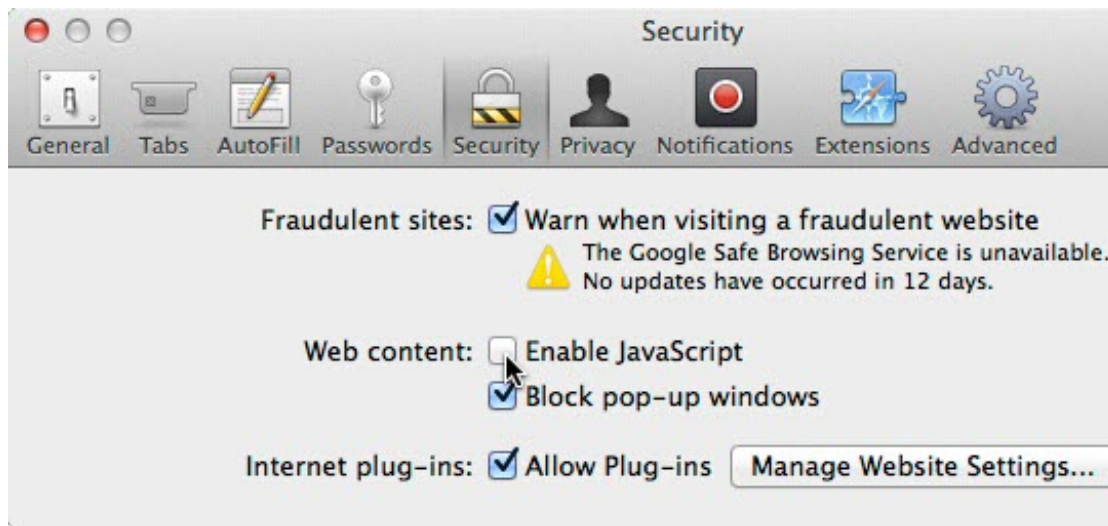 Security
General Tabs AutoFill Passwords Security Privacy Notifications Extensions Advanced
Fraudulent sites: Warn when visiting a fraudulent website
The Google Safe Browsing Service is unavailable.
No updates have occurred in 12 days.
Web content: Enable JavaScript
Block pop-up windows
Internet plug-ins: Allow Plug-ins Manage Website Settings...